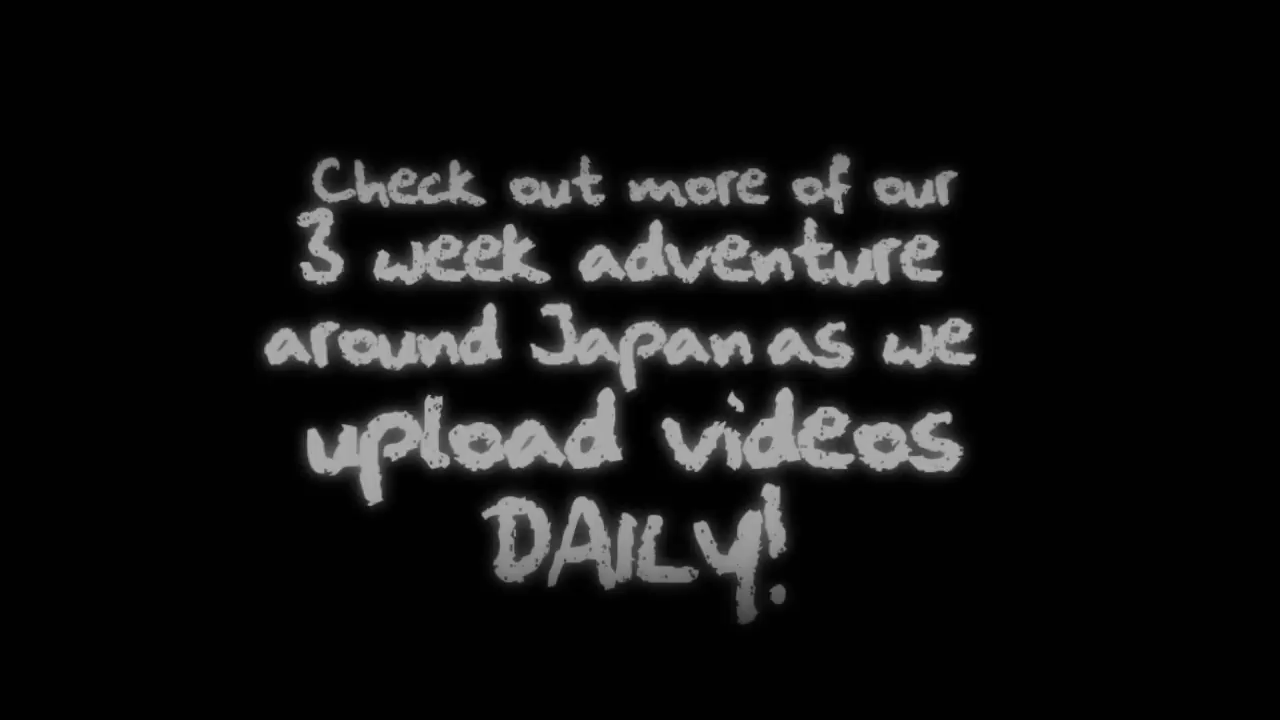 Check out more of our
3 week adventure
around Japan as we
upload videos
DAILY!